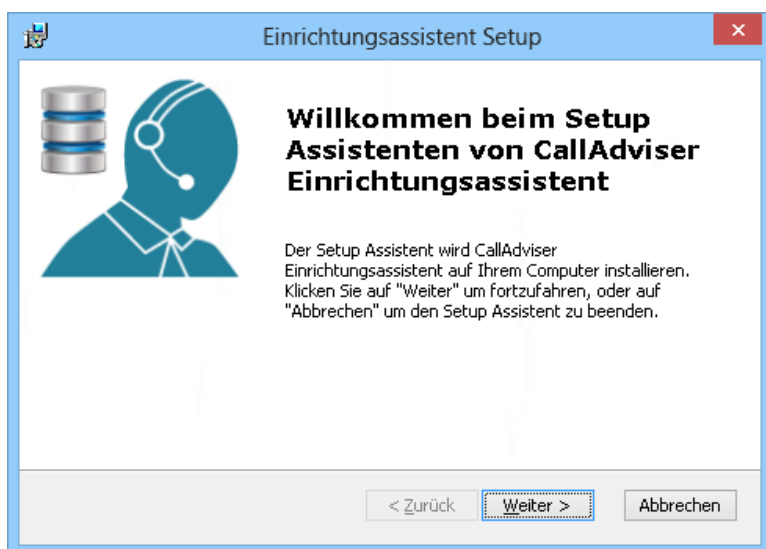 Einrichtungsassistent Setup
Willkommen beim Setup
Assistenten von CallAdviser
Einrichtungsassistent
Der Setup Assistent wird CallAdviser
Einrichtungsassistent auf Ihrem Computer installieren.
Klicken Sie auf "Weiter" um fortzufahren, oder auf
"Abbrechen" um den Setup Assistent zu beenden.
< Zurück Weiter > Abbrechen